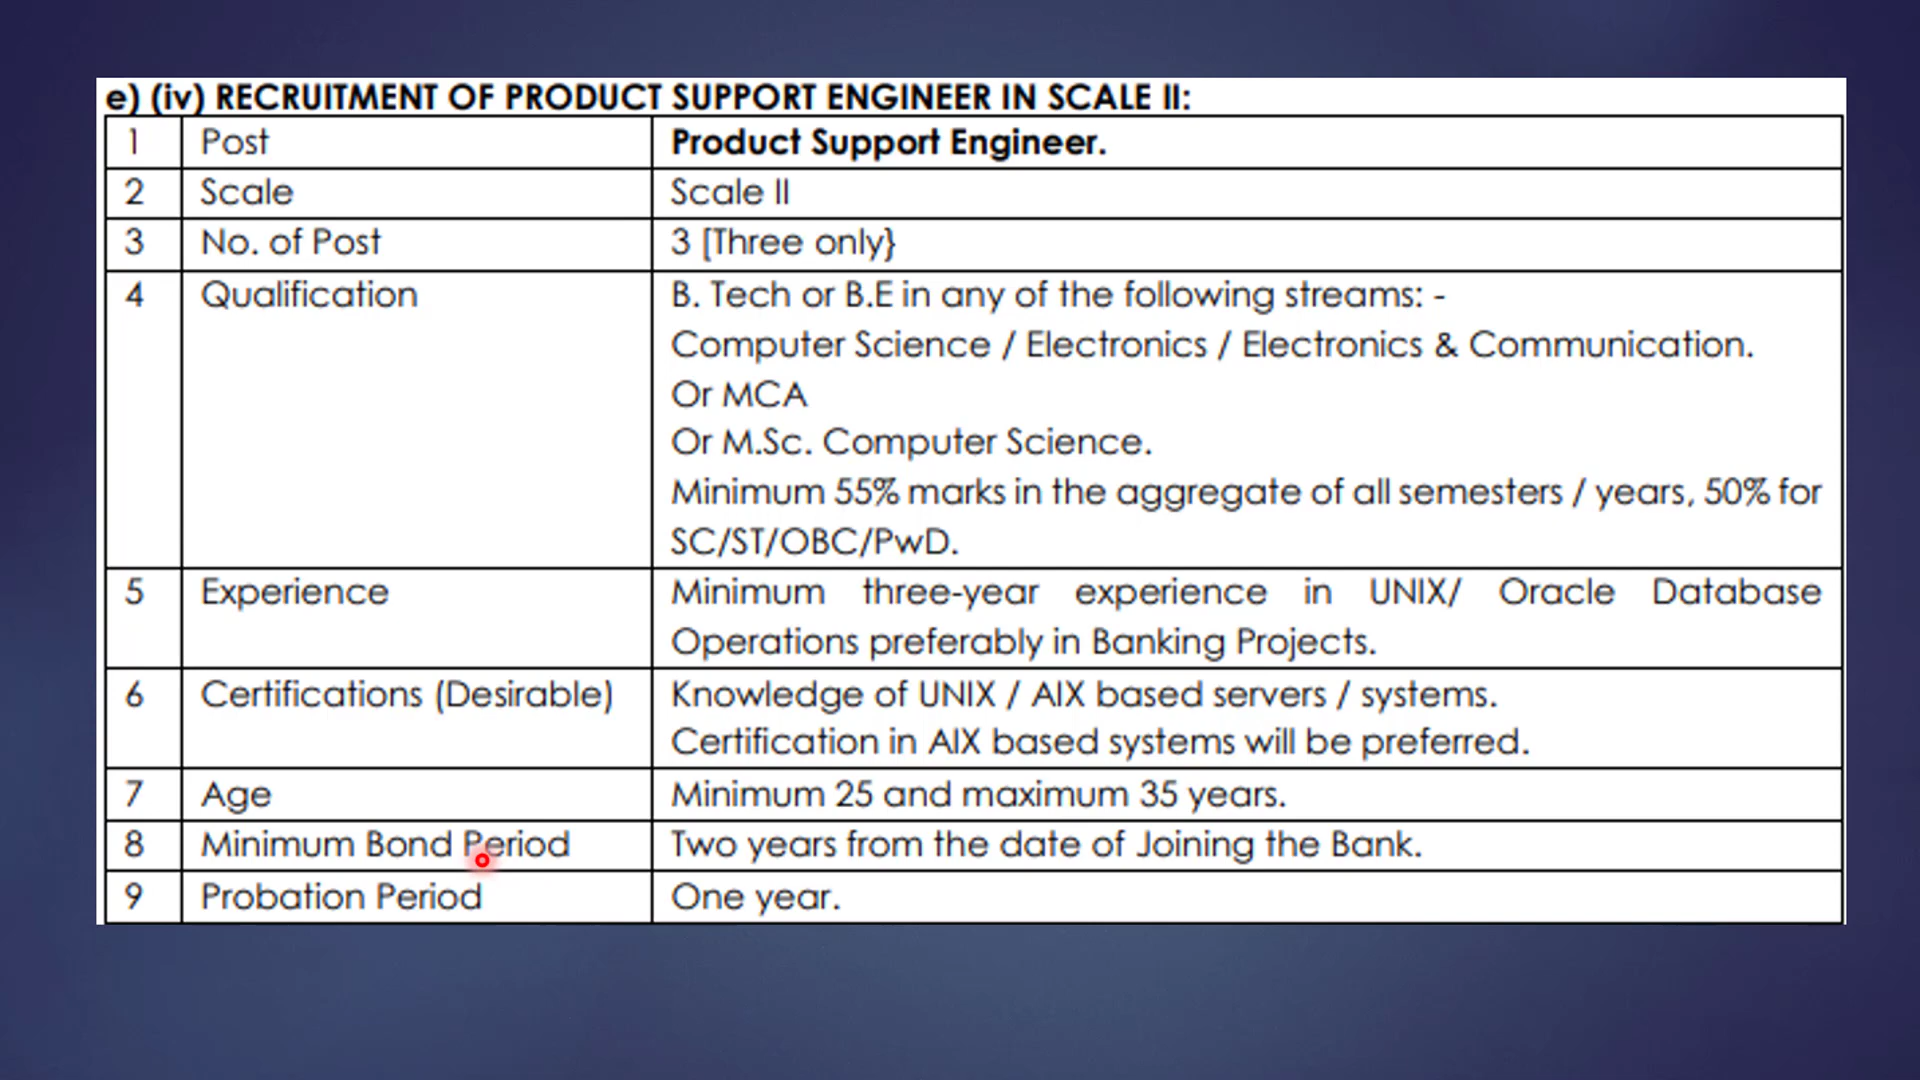 e) (iv) RECRUITMENT OF PRODUCT SUPPORT ENGINEER IN SCALE II:
1 Post Product Support Engineer.
2 Scale Scale II
3 No. of Post 3 [Three only}
4 Qualification B. Tech or B.E in any of the following streams: -
Computer Science / Electronics / Electronics & Communication.
Or MCA
Or M.Sc. Computer Science.
Minimum 55% marks in the aggregate of all semesters / years, 50% for
SC/ST/OBC/PwD.
5 Experience Minimum three-year experience in UNIX/ Oracle Database
Operations preferably in Banking Projects.
6 Certifications (Desirable) Knowledge of UNIX / AIX based servers / systems.
Certification in AIX based systems will be preferred.
7 Age Minimum 25 and maximum 35 years.
8 Minimum Bond Period Two years from the date of Joining the Bank.
9 Probation Period One year.